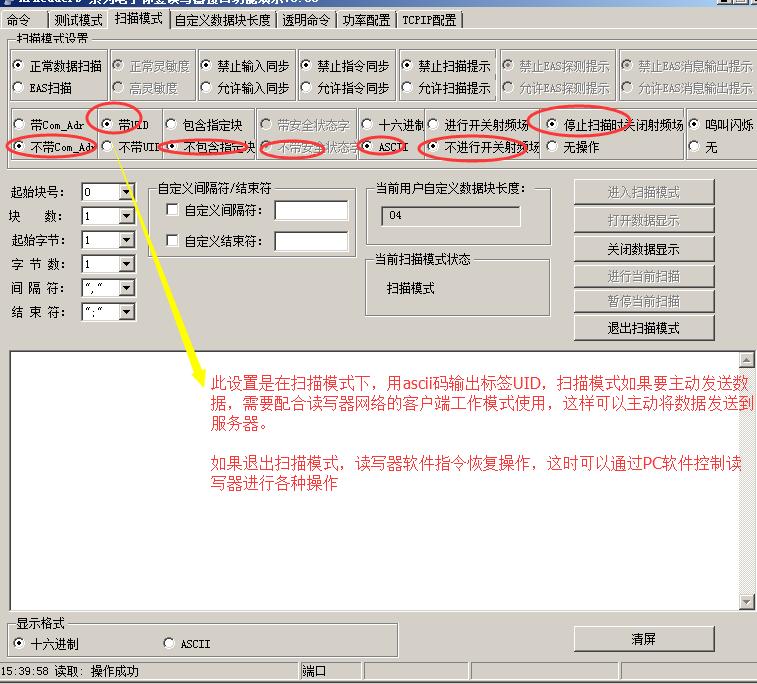 命令 测试模式 扫描模式 自定义数据块长度 透明命令 功率配置 TCPIP配置
扫描模式设置
正常数据扫描 正常灵敏度 禁止输入同步 禁止指令同步 禁止扫描提示 禁止EAS探测提示 禁止EAS消息输出提示
EAS扫描 高灵敏度 允许输入同步 允许指令同步 允许扫描提示 允许EAS探测提示 允许EAS消息输出提示
带Com_Adr 带UID 包含指定块 带安全状态字 十六进制 进行开关射频场 停止扫描时关闭射频场 鸣叫闪烁
不带Com_Adr 不带UID 不包含指定块 不带安全状态字 ASCII 不进行开关射频场 无操作 无
起始块号: 0
块 数: 1
起始字节: 1
字 节 数: 1
间 隔 符: ","
结 束 符: ";"
自定义间隔符/结束符
自定义间隔符:
自定义结束符:
当前用户自定义数据块长度:
04
当前扫描模式状态
扫描模式
进入扫描模式
打开数据显示
关闭数据显示
进行当前扫描
暂停当前扫描
退出扫描模式
此设置是在扫描模式下，用ascii码输出标签UID，扫描模式如果要主动发送数
据，需要配合读写器网络的客户端工作模式使用，这样可以主动将数据发送到
服务器。
如果退出扫描模式，读写器软件指令恢复操作，这时可以通过PC软件控制读
写器进行各种操作
显示格式
十六进制 ASCII
清屏
15:39:58 读取: 操作成功 端口